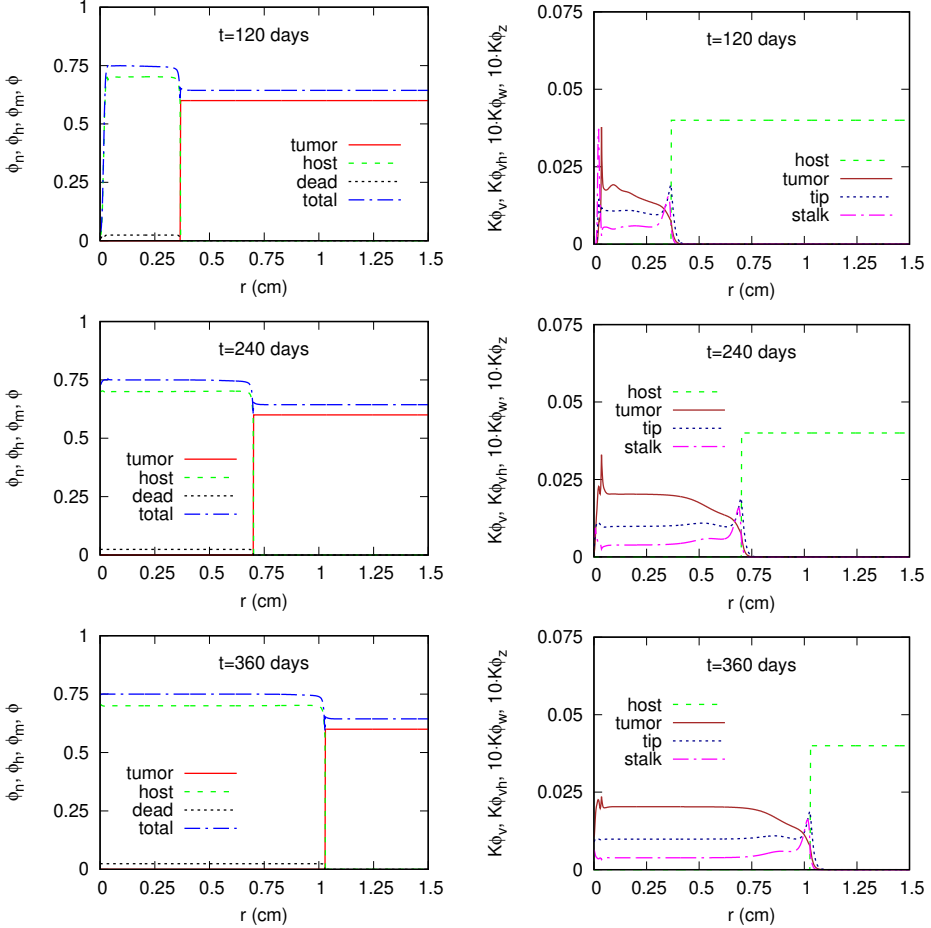 t=120 days
ϕn, ϕh, ϕm, ϕ
1
0.75
0.5
0.25
0
tumor
host
dead
total
0 0.25 0.5 0.75 1 1.25 1.5
r (cm)
t=120 days
Kϕv, Kϕvh, 10·Kϕw, 10·Kϕz
0.075
0.05
0.025
0
host
tumor
tip
stalk
0 0.25 0.5 0.75 1 1.25 1.5
r (cm)
t=240 days
ϕn, ϕh, ϕm, ϕ
1
0.75
0.5
0.25
0
tumor
host
dead
total
0 0.25 0.5 0.75 1 1.25 1.5
r (cm)
t=240 days
Kϕv, Kϕvh, 10·Kϕw, 10·Kϕz
0.075
0.05
0.025
0
host
tumor
tip
stalk
0 0.25 0.5 0.75 1 1.25 1.5
r (cm)
t=360 days
ϕn, ϕh, ϕm, ϕ
1
0.75
0.5
0.25
0
tumor
host
dead
total
0 0.25 0.5 0.75 1 1.25 1.5
r (cm)
t=360 days
Kϕv, Kϕvh, 10·Kϕw, 10·Kϕz
0.075
0.05
0.025
0
host
tumor
tip
stalk
0 0.25 0.5 0.75 1 1.25 1.5
r (cm)